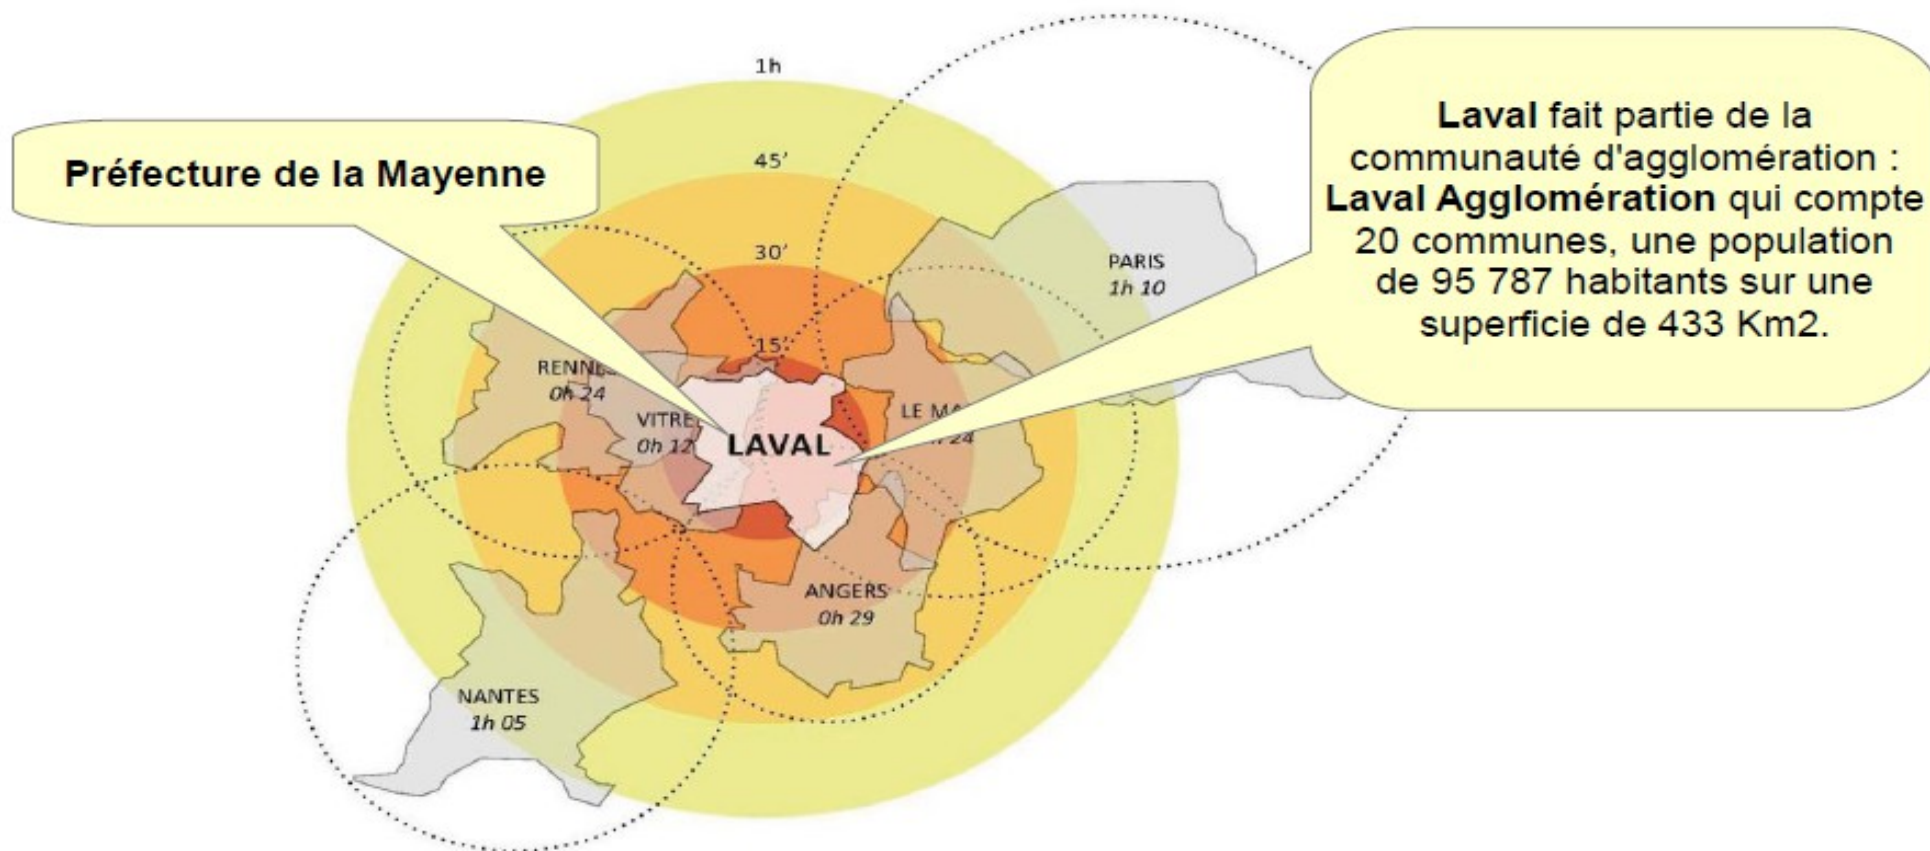 1h
45'
30'
15'
Préfecture de la Mayenne
Laval fait partie de la
communauté d'agglomération :
Laval Agglomération qui compte
20 communes, une population
de 95 787 habitants sur une
superficie de 433 Km2.
PARIS
1h 10
RENNES
0h 24
VITRE
0h 12
LAVAL
LE
24
ANGERS
0h 29
NANTES
1h 05